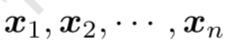 x₁, x₂, ⋯ , xₙ